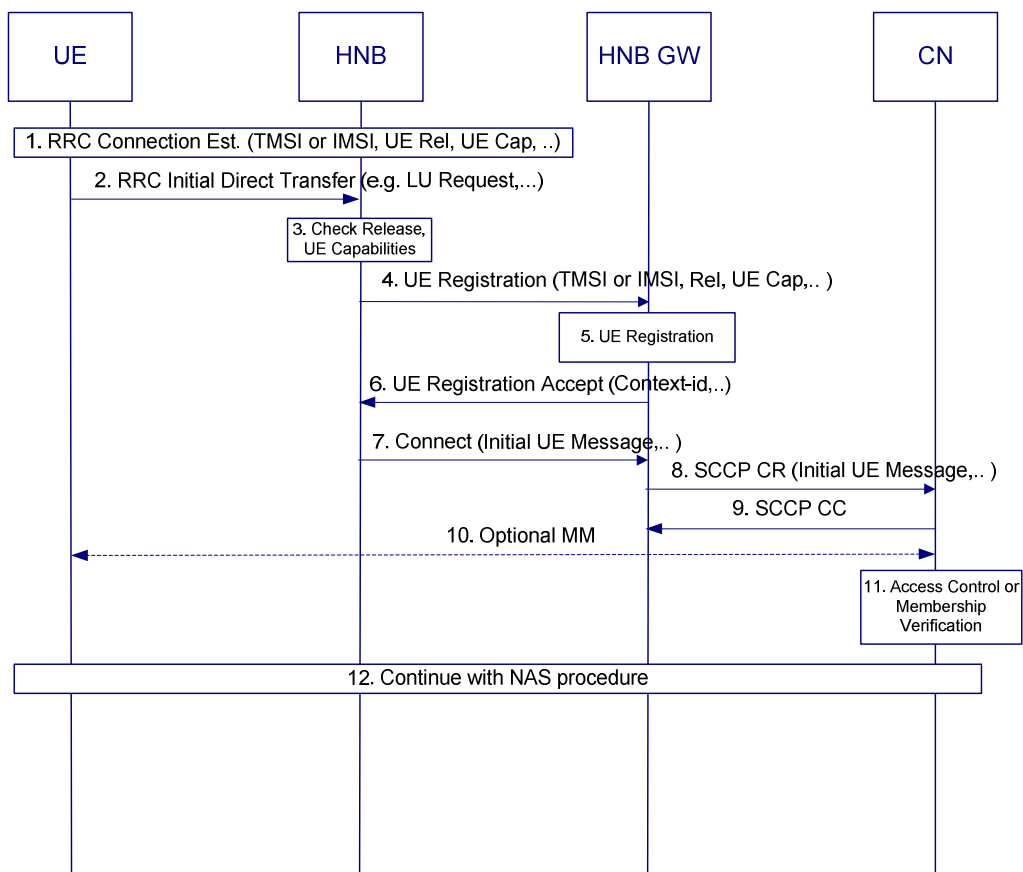 UE
HNB
HNB GW
CN
1. RRC Connection Est. (TMSI or IMSI, UE Rel, UE Cap, ..)
2. RRC Initial Direct Transfer (e.g. LU Request,...)
3. Check Release,
UE Capabilities
4. UE Registration (TMSI or IMSI, Rel, UE Cap,.. )
5. UE Registration
6. UE Registration Accept (Context-id,..)
7. Connect (Initial UE Message,.. )
8. SCCP CR (Initial UE Message,.. )
9. SCCP CC
10. Optional MM
11. Access Control or
Membership
Verification
12. Continue with NAS procedure